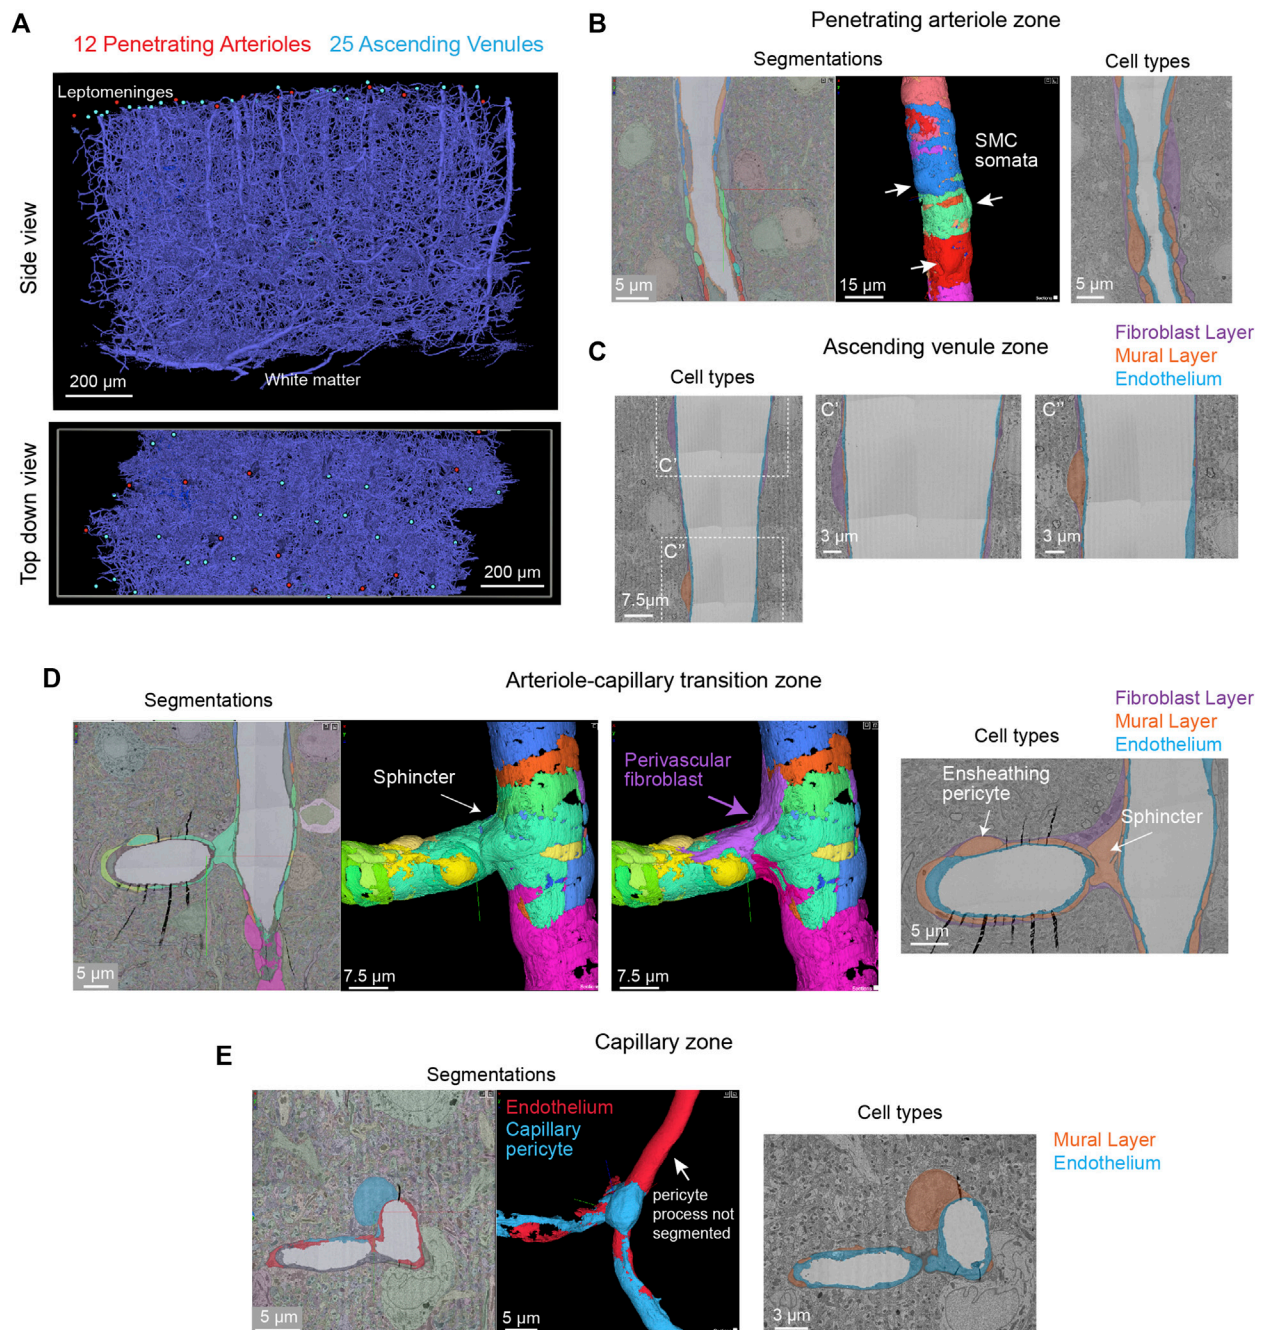 A
12 Penetrating Arterioles 25 Ascending Venules
Side view
Leptomeninges
White matter
200 µm
Top down view
200 µm
B
Penetrating arteriole zone
Segmentations
Cell types
SMC
somata
5 µm
15 µm
5 µm
C
Ascending venule zone
Fibroblast Layer
Mural Layer
Endothelium
Cell types
C'
C''
7.5µm
C'
3 µm
C''
3 µm
D
Arteriole-capillary transition zone
Segmentations
Fibroblast Layer
Mural Layer
Endothelium
Cell types
Sphincter
Perivascular
fibroblast
Ensheathing
pericyte
Sphincter
5 µm
7.5 µm
7.5 µm
5 µm
E
Capillary zone
Segmentations
Cell types
Endothelium
Capillary
pericyte
pericyte
process not
segmented
Mural Layer
Endothelium
5 µm
5 µm
3 µm